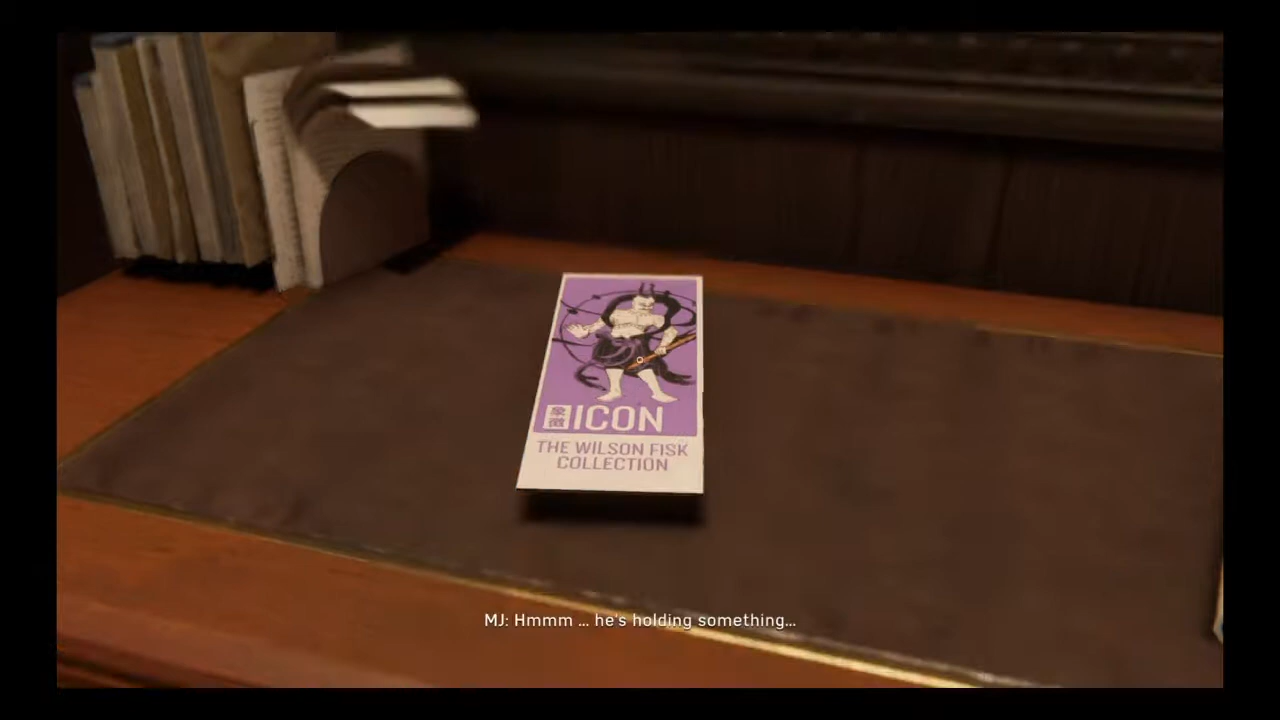 象徵
ICON
THE WILSON FISK
COLLECTION
MJ: Hmmm ... he's holding something...